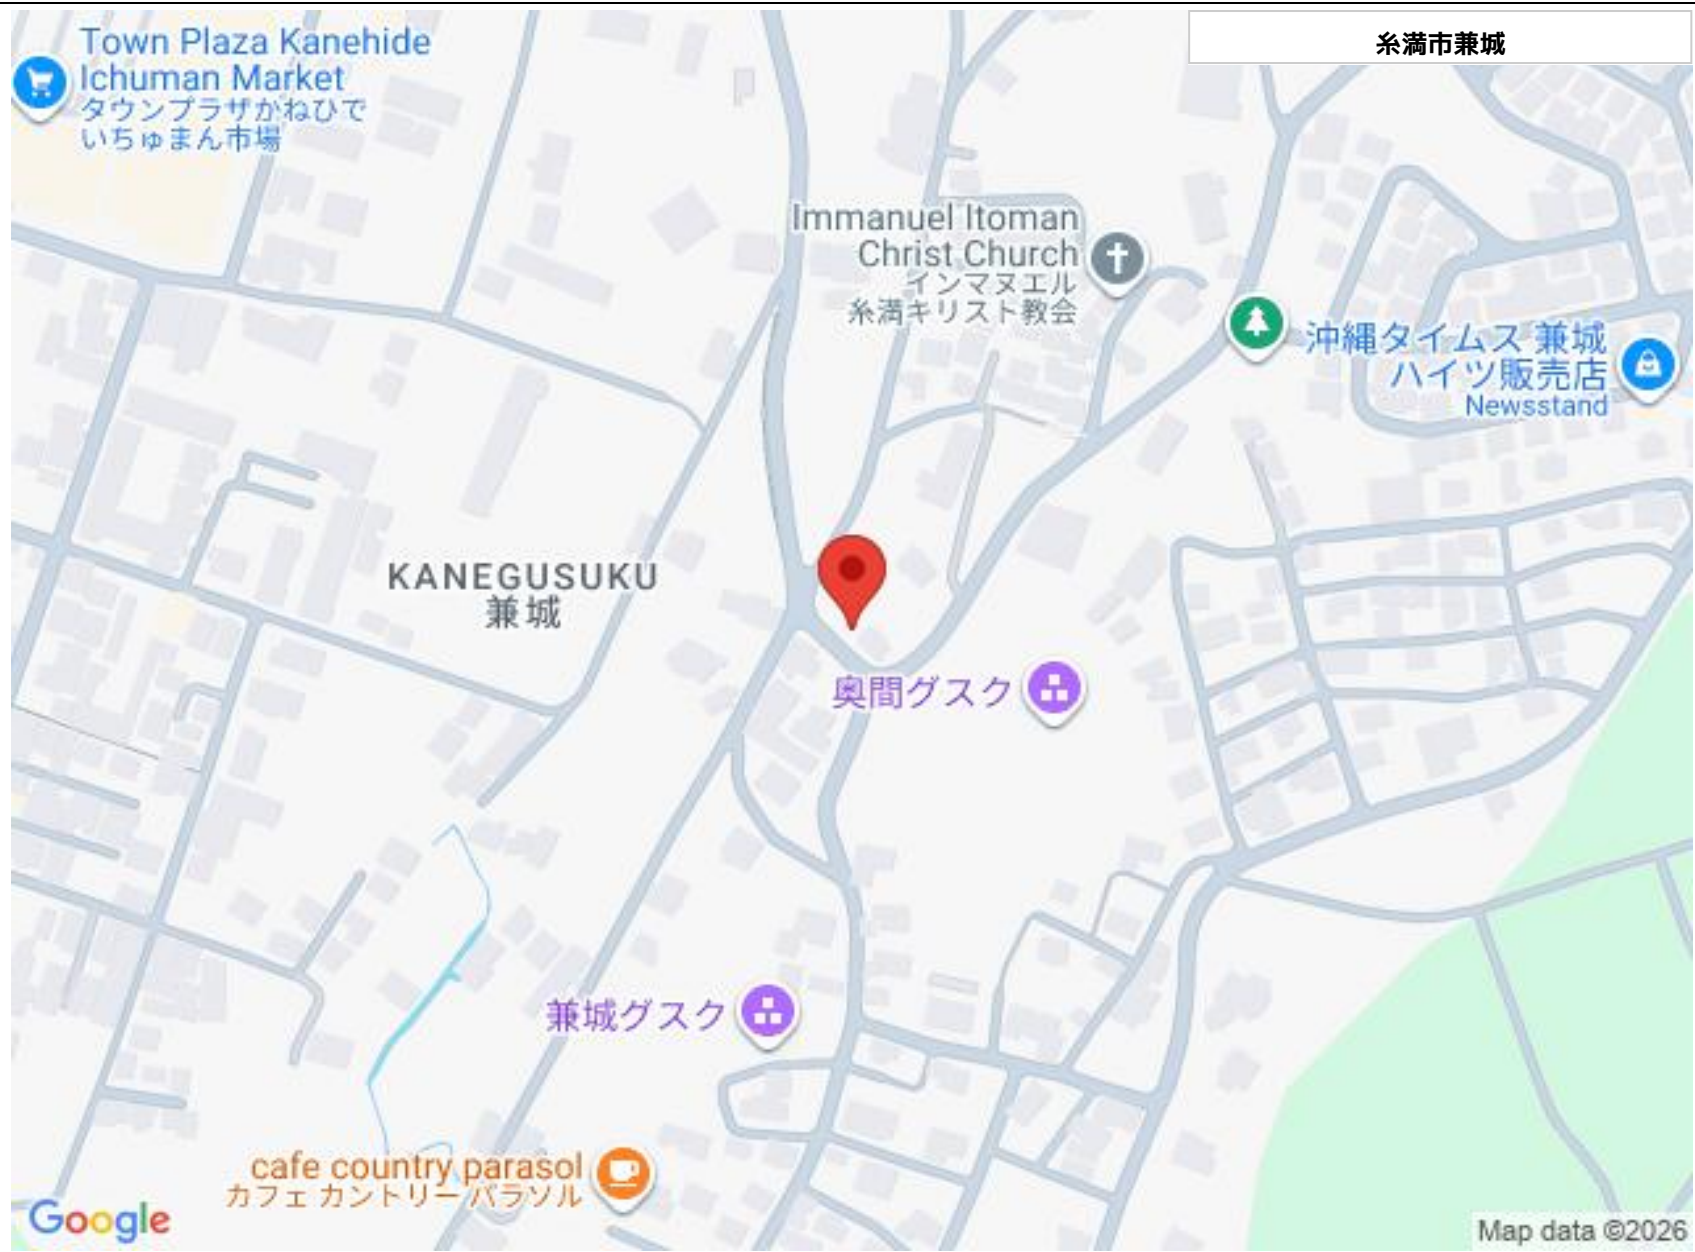 糸満市兼城
Town Plaza Kanehide
Ichuman Market
タウンプラザかねひで
いちゅまん市場
Immanuel Itoman
Christ Church
インマヌエル
糸満キリスト教会
沖縄タイムス 兼城
ハイツ販売店
Newsstand
KANEGUSUKU
兼城
奥間グスク
兼城グスク
cafe country parasol
カフェ カントリー パラソル
Google
Map data ©2026